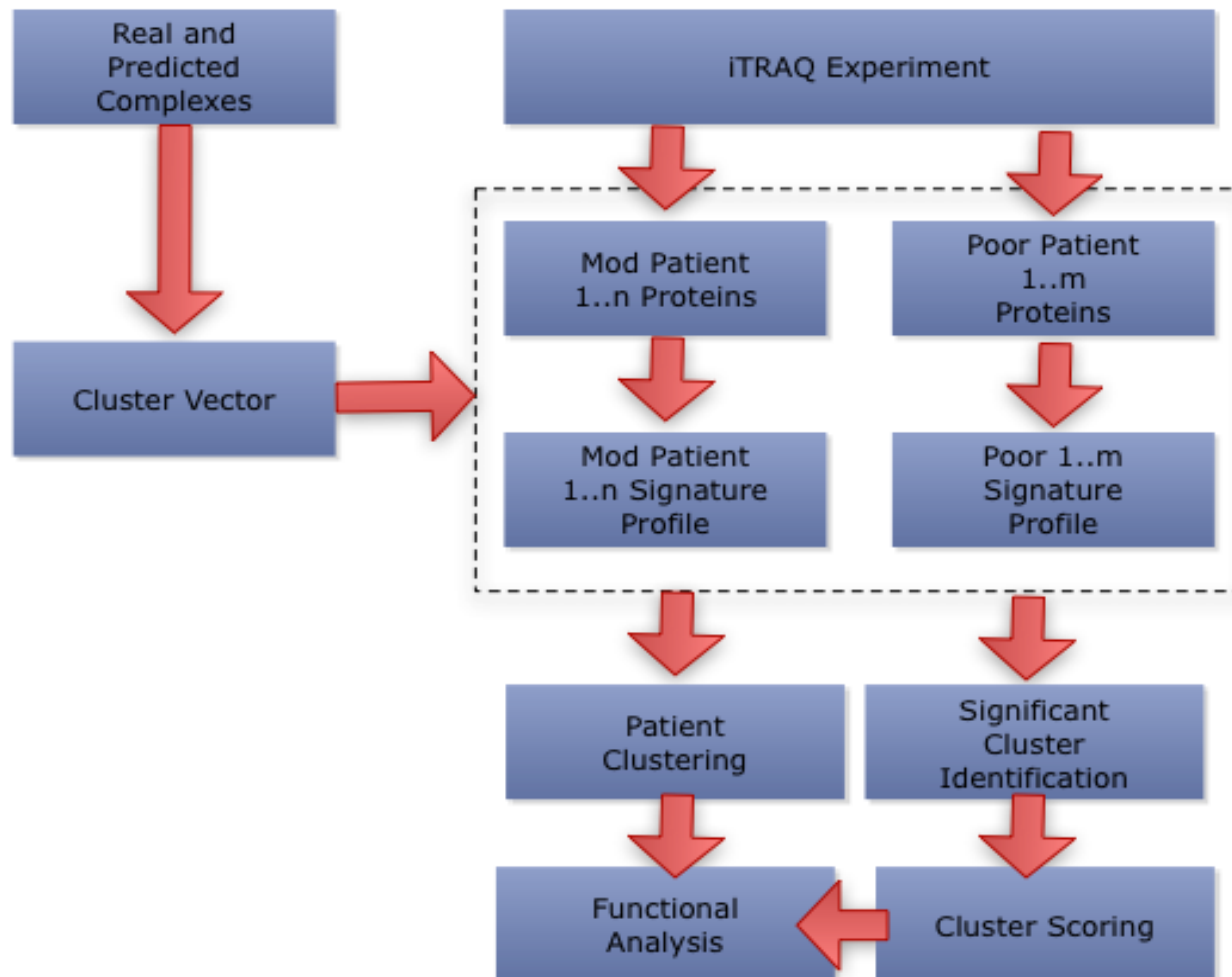 Real and
Predicted
Complexes
iTRAQ Experiment
Mod Patient
1..n Proteins
Poor Patient
1..m
Proteins
Cluster Vector
Mod Patient
1..n Signature
Profile
Poor 1..m
Signature
Profile
Patient
Clustering
Significant
Cluster
Identification
Functional
Analysis
Cluster Scoring